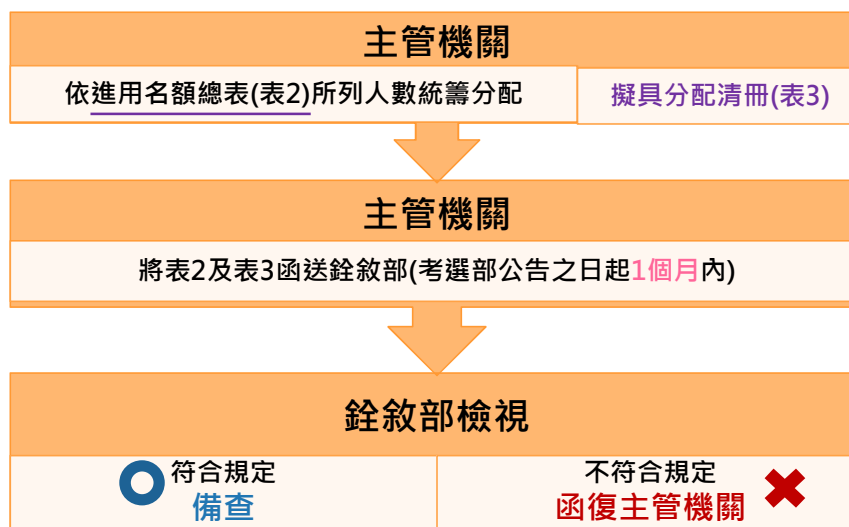 主管機關
依進用名額總表(表2)所列人數統籌分配
擬具分配清冊(表3)
主管機關
將表2及表3函送銓敘部(考選部公告之日起1個月內)
銓敘部檢視
符合規定
備查
不符合規定
函復主管機關